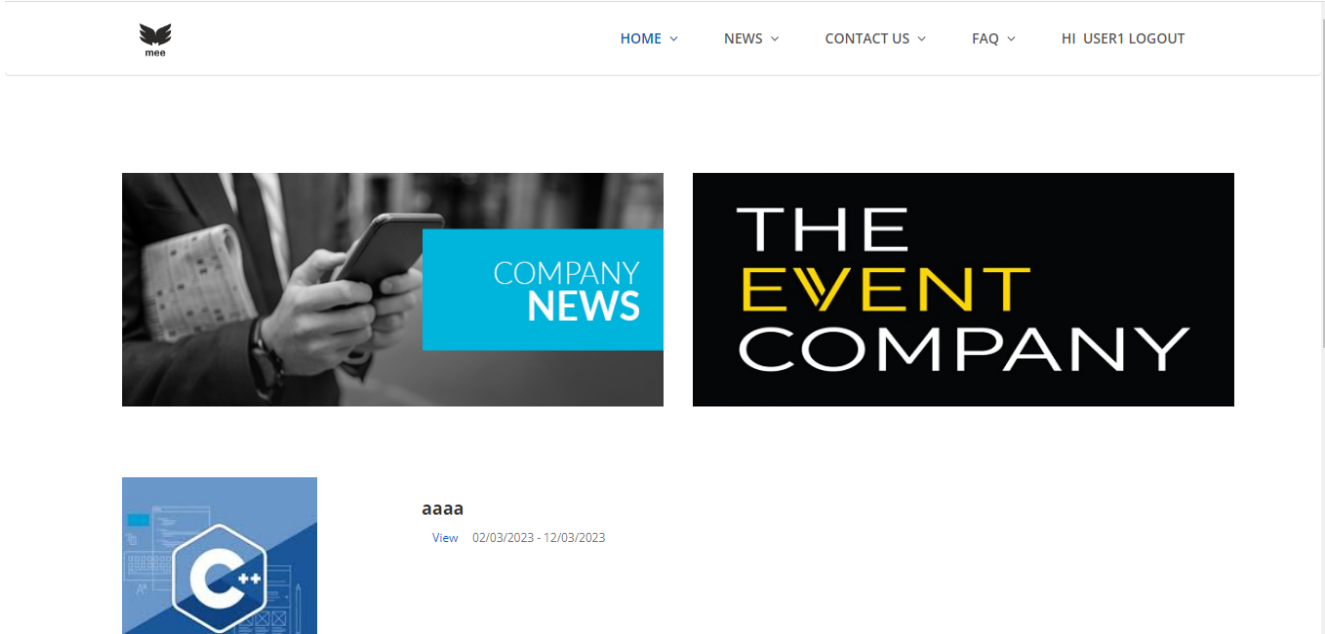 mee
HOME NEWS CONTACT US FAQ HI USER1 LOGOUT
COMPANY
NEWS
THE
EVENT
COMPANY
C++
aaaa
View 02/03/2023 - 12/03/2023